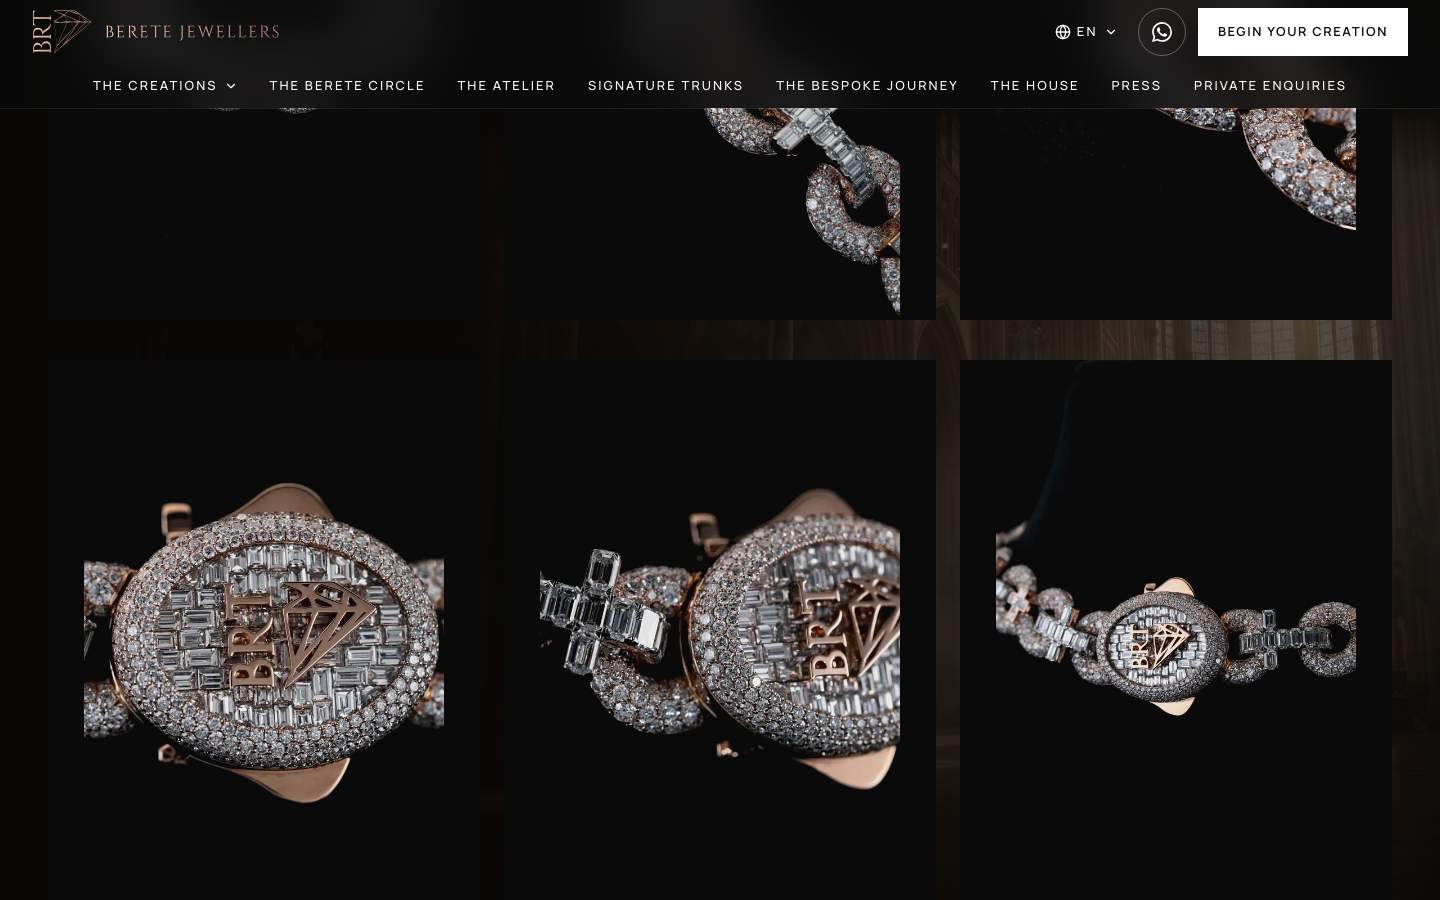 BRT BERETE JEWELLERS
EN
BEGIN YOUR CREATION
THE CREATIONS
THE BERETE CIRCLE
THE ATELIER
SIGNATURE TRUNKS
THE BESPOKE JOURNEY
THE HOUSE
PRESS
PRIVATE ENQUIRIES
BRT
BRT
BRT